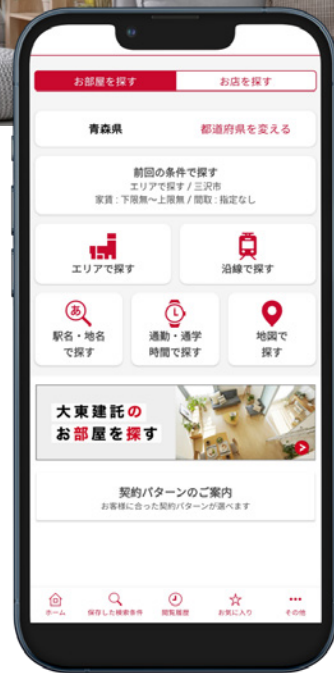 お部屋を探す
お店を探す
青森県
都道府県を変える
前回の条件で探す
エリアで探す / 三沢市
家賃 : 下限無〜上限無 / 間取 : 指定なし
エリアで探す
沿線で探す
あ
駅名・地名
で探す
通勤・通学
時間で探す
地図で
探す
大東建託の
お部屋を探す
契約パターンのご案内
お客様に合った契約パターンが選べます
ホーム
保存した検索条件
閲覧履歴
お気に入り
その他